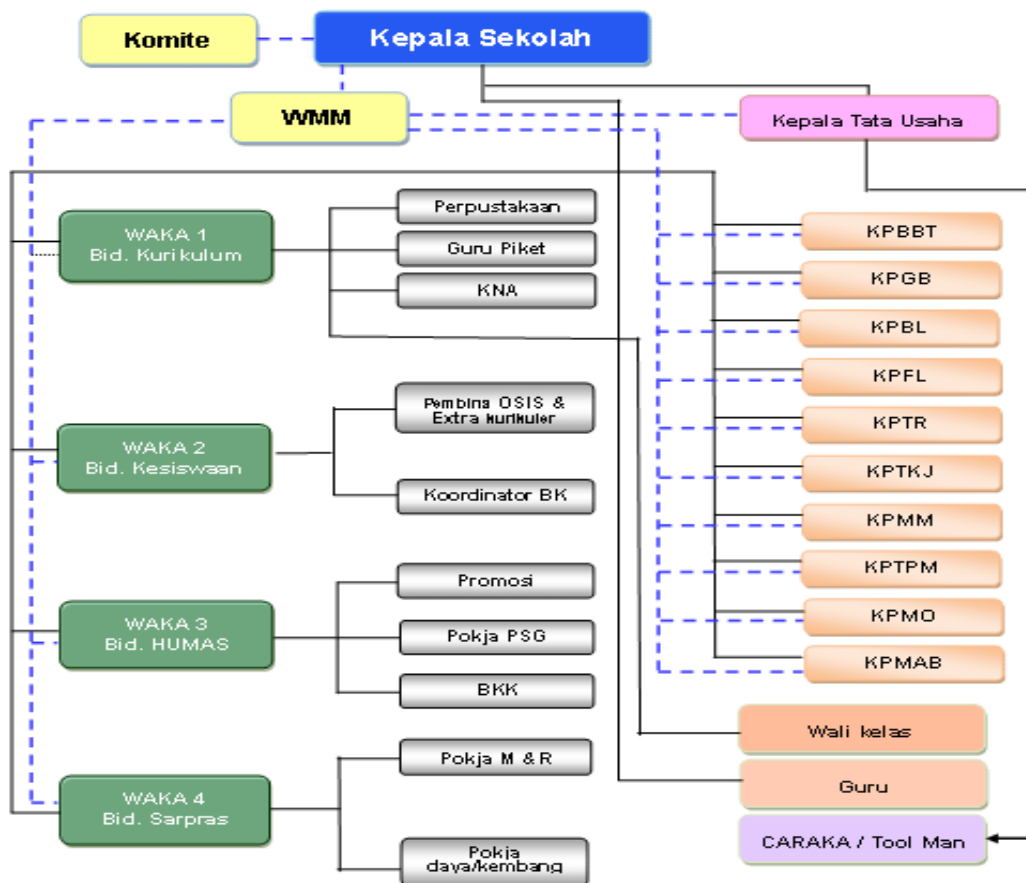 Komite
Kepala Sekolah
WMM
Kepala Tata Usaha
WAKA 1
Bid. Kurikulum
Perpustakaan
Guru Piket
KNA
WAKA 2
Bid. Kesiswaan
Pembina OSIS &
Extra kurikuler
Koordinator BK
WAKA 3
Bid. HUMAS
Promosi
Pokja PSG
BKK
WAKA 4
Bid. Sarpras
Pokja M & R
Pokja
daya/kembang
KPBBT
KPGB
KPBL
KPFL
KPTR
KPTKJ
KPMM
KPTPM
KPMO
KPMAB
Wali kelas
Guru
CARAKA / Tool Man